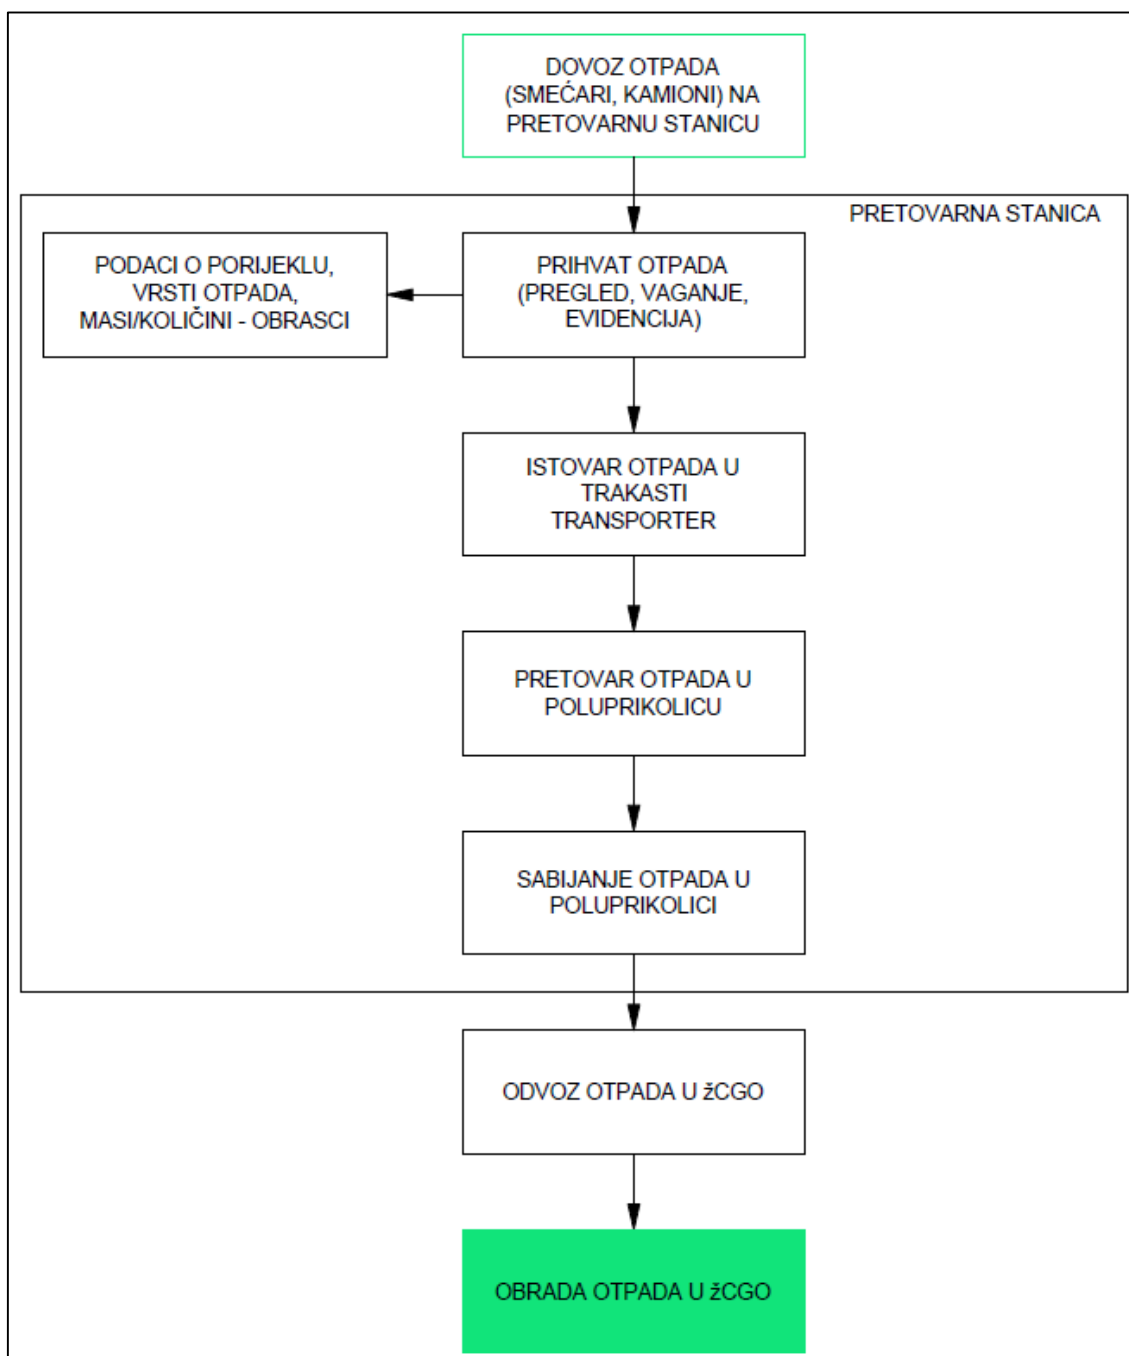 DOVOZ OTPADA
(SMEĆARI, KAMIONI) NA
PRETOVARNU STANICU
PRETOVARNA STANICA
PODACI O PORIJEKLU,
VRSTI OTPADA,
MASI/KOLIČINI - OBRASCI
PRIHVAT OTPADA
(PREGLED, VAGANJE,
EVIDENCIJA)
ISTOVAR OTPADA U
TRAKASTI
TRANSPORTER
PRETOVAR OTPADA U
POLUPRIKOLICU
SABIJANJE OTPADA U
POLUPRIKOLICI
ODVOZ OTPADA U žCGO
OBRADA OTPADA U žCGO